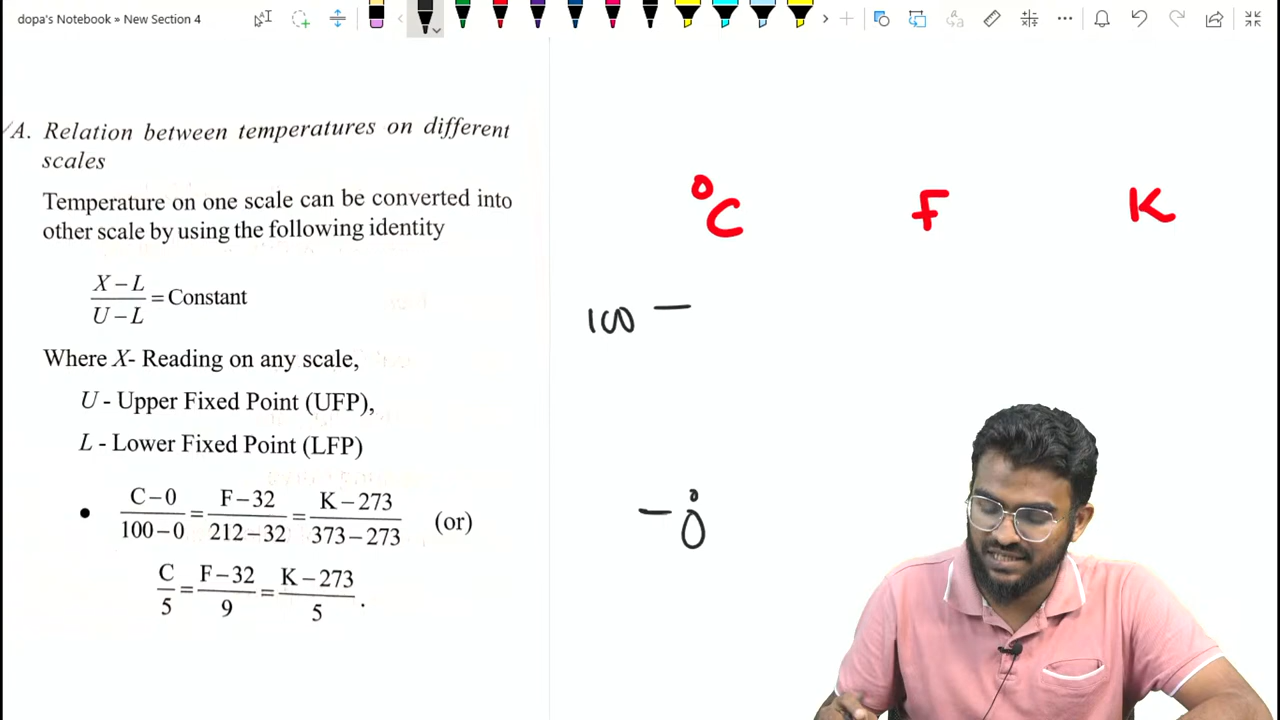 dopa's Notebook » New Section 4
A. Relation between temperatures on different
scales
Temperature on one scale can be converted into
other scale by using the following identity
X – L / U – L = Constant
Where X- Reading on any scale,
U - Upper Fixed Point (UFP),
L - Lower Fixed Point (LFP)
• C – 0 / 100 – 0 = F – 32 / 212 – 32 = K – 273 / 373 – 273 (or)
C / 5 = F – 32 / 9 = K – 273 / 5 .
°C F K
100 –
– 0°